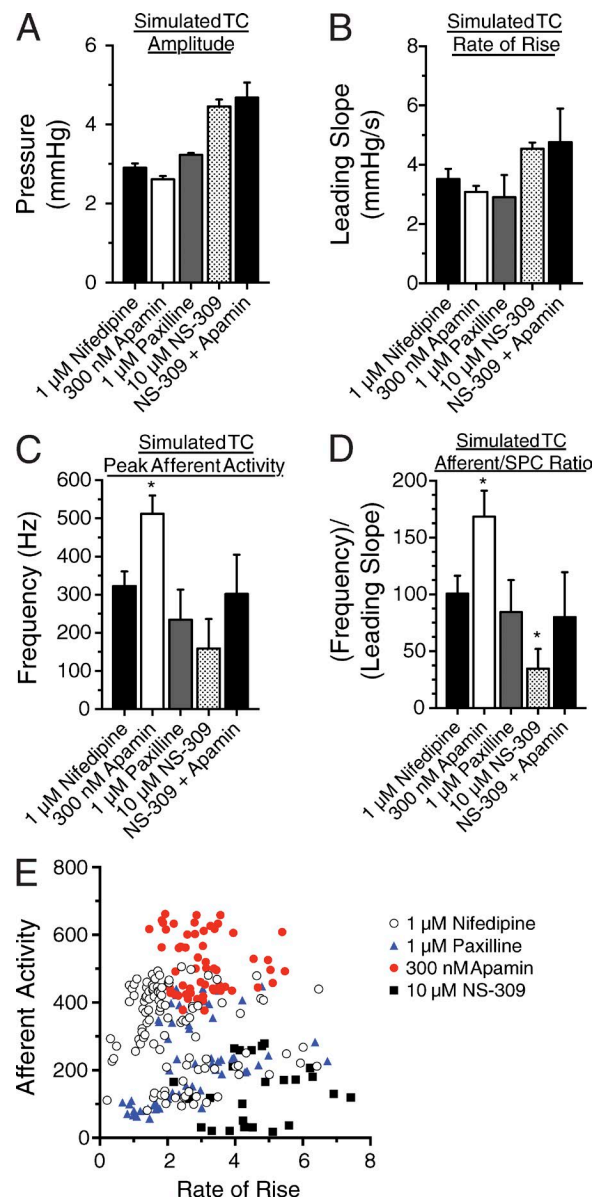 A
Simulated TC
Amplitude
Pressure
(mmHg)
6
4
2
0
1 µM Nifedipine
300 nM Apamin
1 µM Paxilline
10 µM NS-309
NS-309 + Apamin
B
Simulated TC
Rate of Rise
Leading Slope
(mmHg/s)
8
6
4
2
0
1 µM Nifedipine
300 nM Apamin
1 µM Paxilline
10 µM NS-309
NS-309 + Apamin
C
Simulated TC
Peak Afferent Activity
Frequency (Hz)
600
500
400
300
200
100
0
*
1 µM Nifedipine
300 nM Apamin
1 µM Paxilline
10 µM NS-309
NS-309 + Apamin
D
Simulated TC
Afferent/SPC Ratio
(Frequency)/
(Leading Slope)
200
150
100
50
0
*
*
1 µM Nifedipine
300 nM Apamin
1 µM Paxilline
10 µM NS-309
NS-309 + Apamin
E
Afferent Activity
800
600
400
200
0
0 2 4 6 8
Rate of Rise
1 µM Nifedipine
1 µM Paxilline
300 nM Apamin
10 µM NS-309